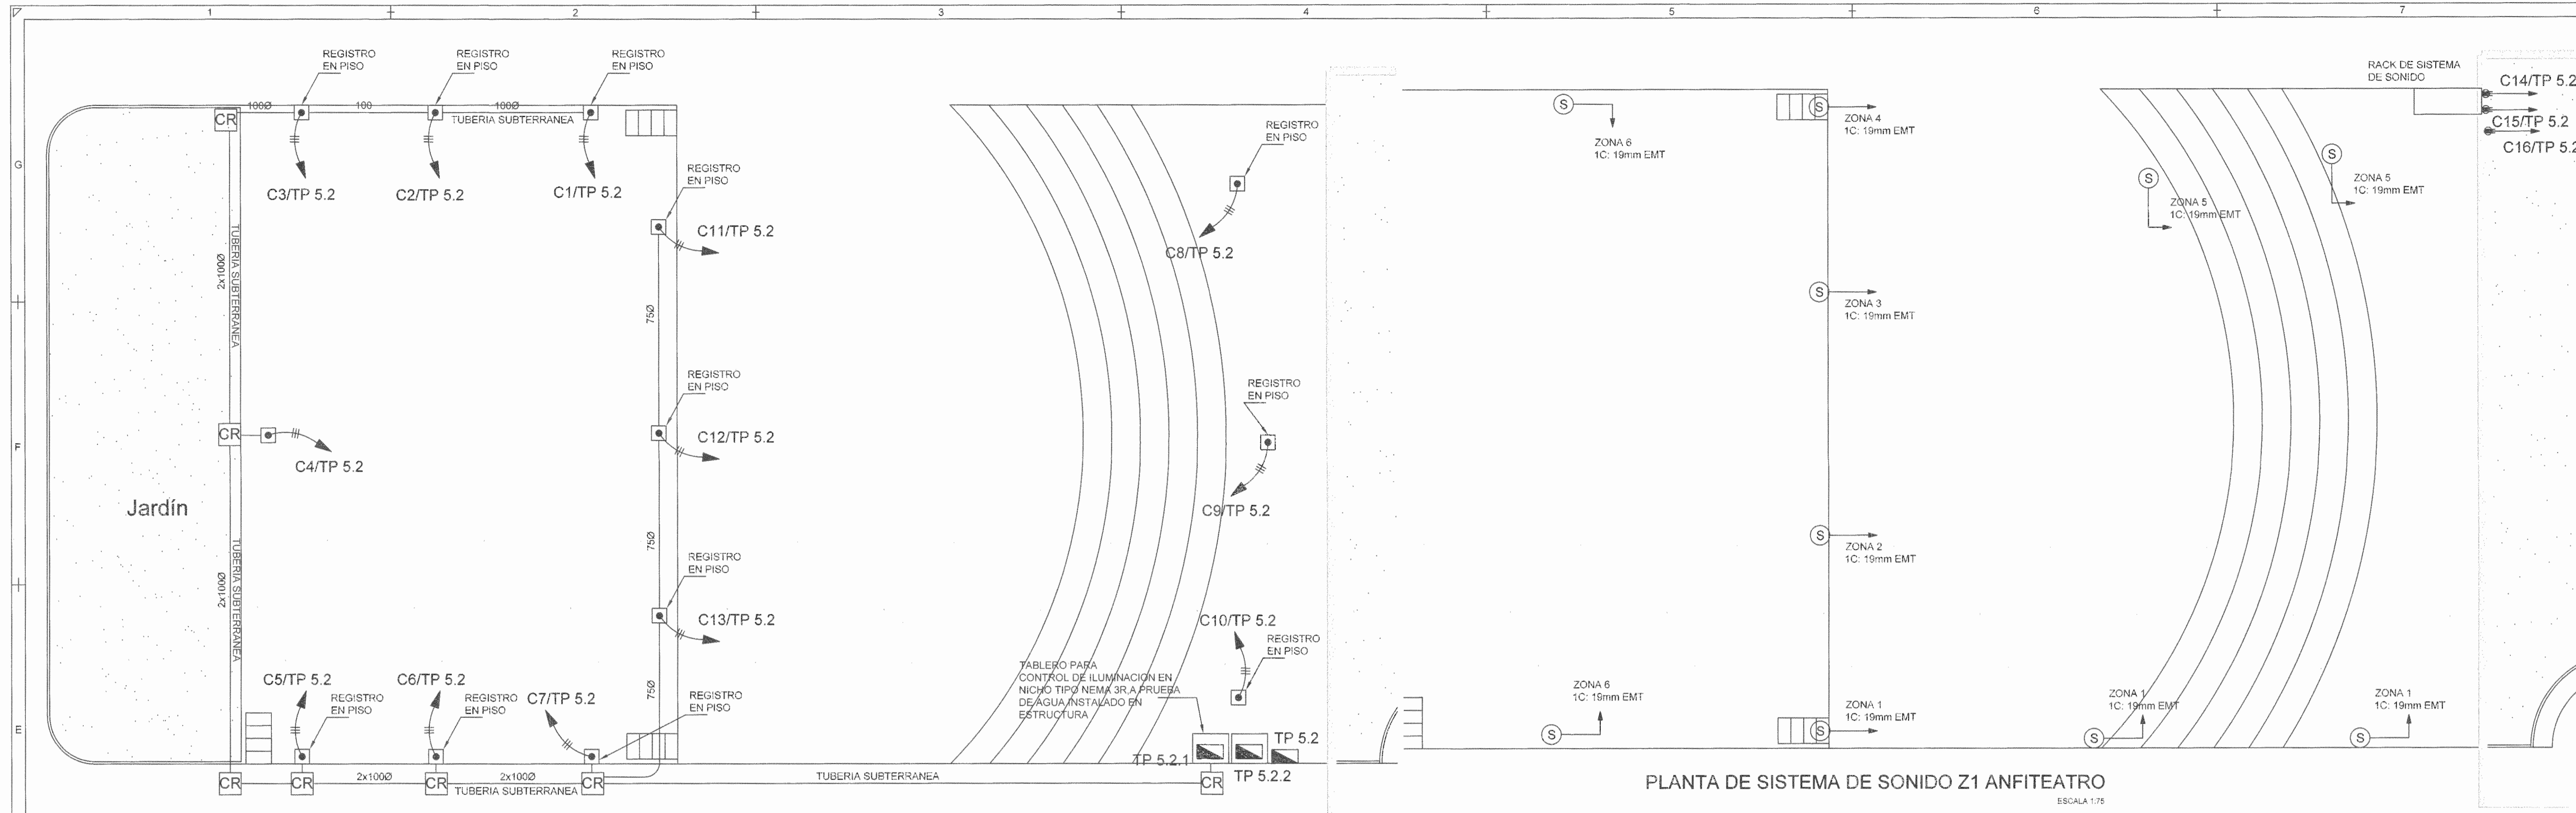 1
2
3
4
5
6
7
G
F
E
REGISTRO
EN PISO
REGISTRO
EN PISO
REGISTRO
EN PISO
CR
100Ø
100
100Ø
TUBERIA SUBTERRANEA
C3/TP 5.2
C2/TP 5.2
C1/TP 5.2
REGISTRO
EN PISO
C11/TP 5.2
2x100Ø
TUBERIA SUBTERRANEA
75Ø
REGISTRO
EN PISO
C12/TP 5.2
CR
C4/TP 5.2
Jardín
2x100Ø
TUBERIA SUBTERRANEA
75Ø
REGISTRO
EN PISO
C13/TP 5.2
75Ø
C5/TP 5.2
REGISTRO
EN PISO
C6/TP 5.2
REGISTRO
EN PISO
C7/TP 5.2
REGISTRO
EN PISO
CR
CR
2x100Ø
CR
2x100Ø
TUBERIA SUBTERRANEA
CR
TUBERIA SUBTERRANEA
CR
REGISTRO
EN PISO
C8/TP 5.2
REGISTRO
EN PISO
C9/TP 5.2
C10/TP 5.2
REGISTRO
EN PISO
TABLERO PARA
CONTROL DE ILUMINACION EN
NICHO TIPO NEMA 3R,A PRUEBA
DE AGUA INSTALADO EN
ESTRUCTURA
TP 5.2.1
TP 5.2
TP 5.2.2
S
ZONA 6
1C: 19mm EMT
S
ZONA 4
1C: 19mm EMT
S
ZONA 3
1C: 19mm EMT
S
ZONA 2
1C: 19mm EMT
S
ZONA 6
1C: 19mm EMT
S
ZONA 1
1C: 19mm EMT
S
ZONA 5
1C: 19mm EMT
S
ZONA 5
1C: 19mm EMT
S
ZONA 1
1C: 19mm EMT
S
ZONA 1
1C: 19mm EMT
RACK DE SISTEMA
DE SONIDO
C14/TP 5.2
C15/TP 5.2
C16/TP 5.2
PLANTA DE SISTEMA DE SONIDO Z1 ANFITEATRO
ESCALA 1:75